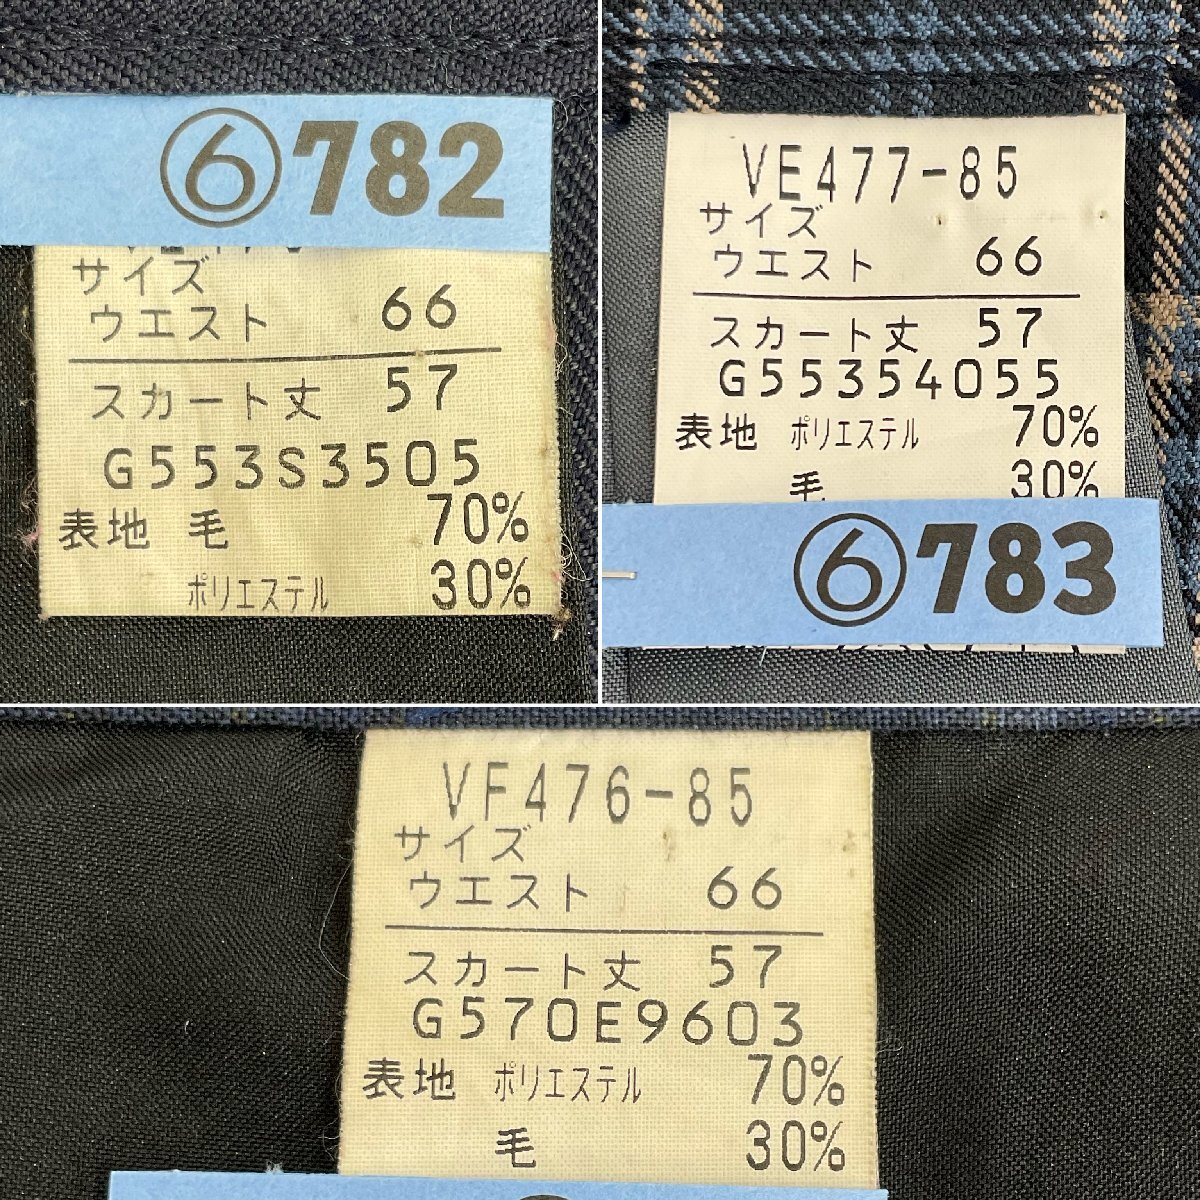 ⑥782
サイズ
ウエスト 66
スカート丈 57
G553S3505
表地 毛 70%
ポリエステル 30%
VE477-85
サイズ
ウエスト 66
スカート丈 57
G55354055
表地 ポリエステル 70%
毛 30%
⑥783
VF476-85
サイズ
ウエスト 66
スカート丈 57
G570E9603
表地 ポリエステル 70%
毛 30%